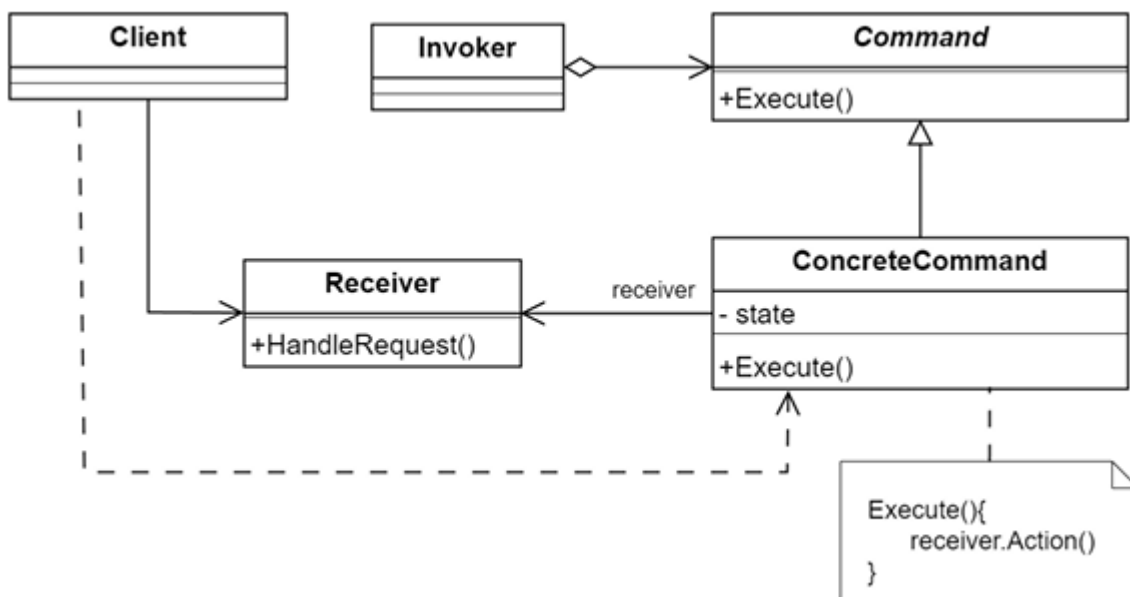 Client
Invoker
Command
+Execute()
Receiver
+HandleRequest()
receiver
ConcreteCommand
- state
+Execute()
Execute(){
receiver.Action()
}